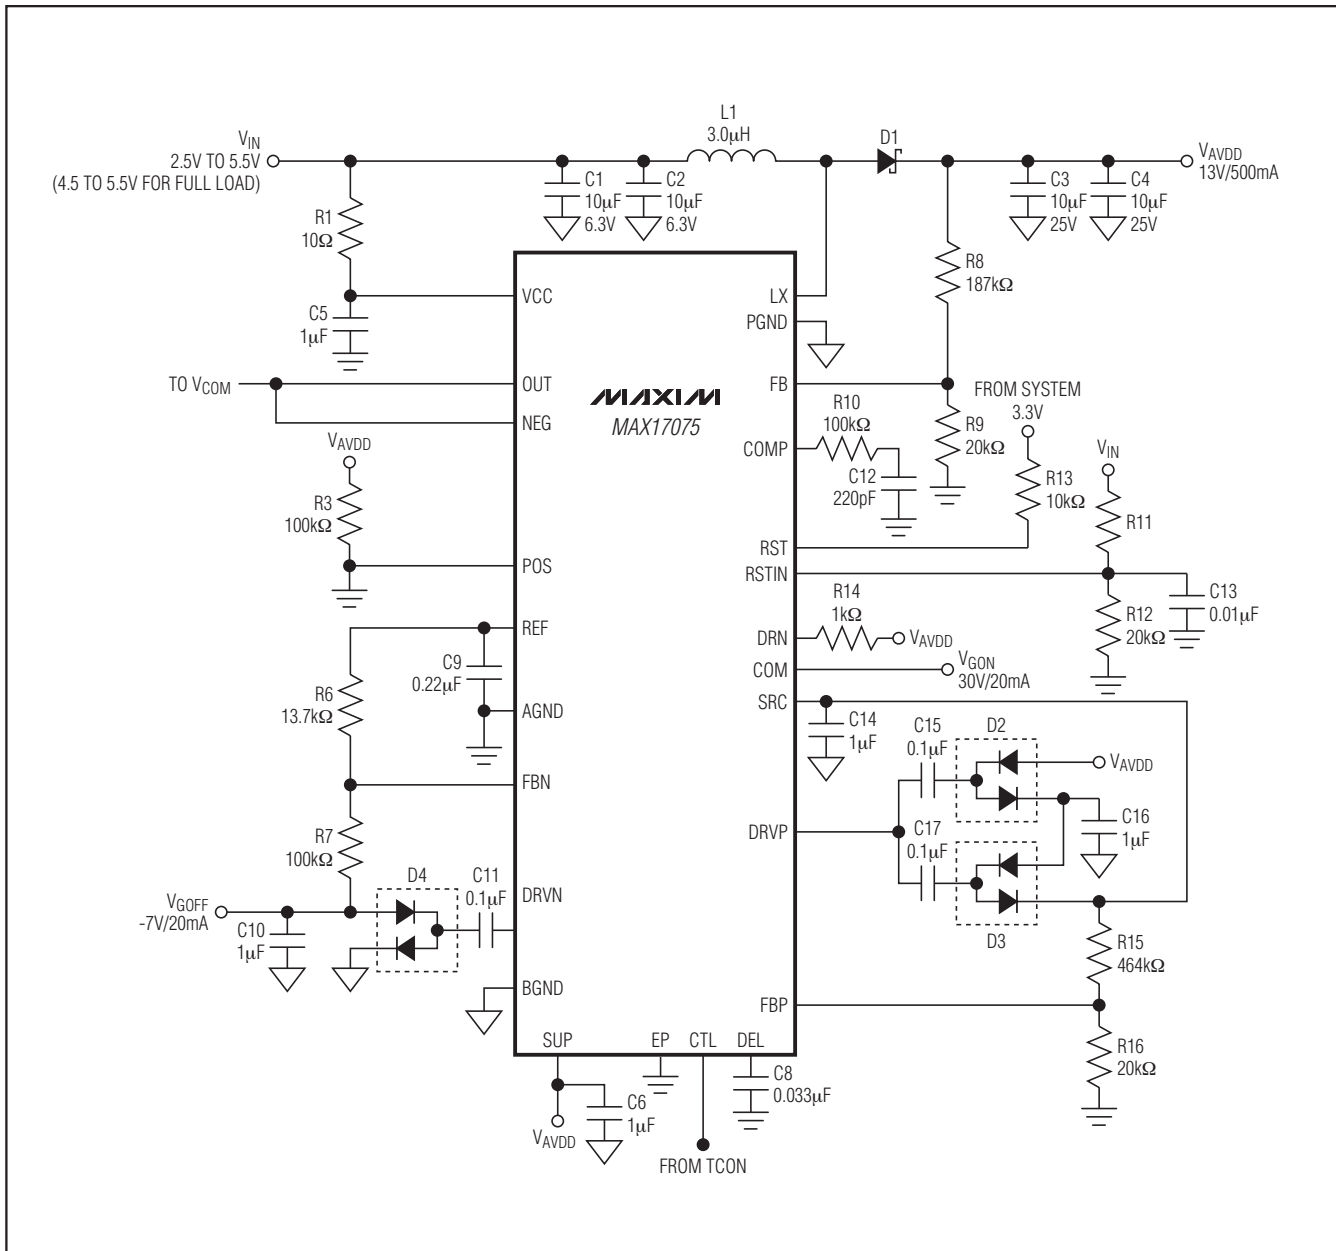 L1
3.0µH
D1
VIN
2.5V TO 5.5V
(4.5 TO 5.5V FOR FULL LOAD)
VAVDD
13V/500mA
C1
10µF
6.3V
C2
10µF
6.3V
C3
10µF
25V
C4
10µF
25V
R1
10Ω
R8
187kΩ
VCC
LX
C5
1µF
PGND
TO VCOM
OUT
FB
MAXIM
MAX17075
NEG
FROM SYSTEM
3.3V
R10
100kΩ
R9
20kΩ
COMP
C12
220pF
VAVDD
R3
100kΩ
R13
10kΩ
VIN
R11
RST
POS
RSTIN
C13
0.01µF
R12
20kΩ
R14
1kΩ
REF
DRN
VAVDD
C9
0.22µF
COM
VGON
30V/20mA
R6
13.7kΩ
SRC
AGND
C14
1µF
C15
0.1µF
D2
VAVDD
FBN
C16
1µF
R7
100kΩ
DRVP
C17
0.1µF
D4
C11
0.1µF
DRVN
VGOFF
-7V/20mA
C10
1µF
D3
R15
464kΩ
BGND
FBP
SUP
EP
CTL
DEL
R16
20kΩ
C8
0.033µF
C6
1µF
VAVDD
FROM TCON